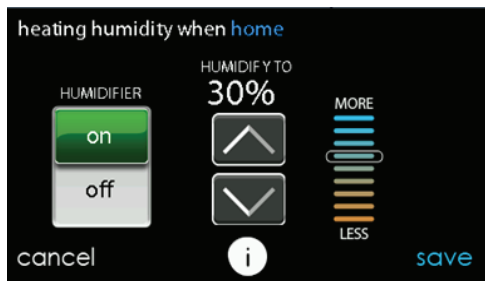 heating humidity when home
HUMIDIFY TO
30%
HUMIDIFIER
on
off
MORE
LESS
cancel
i
save